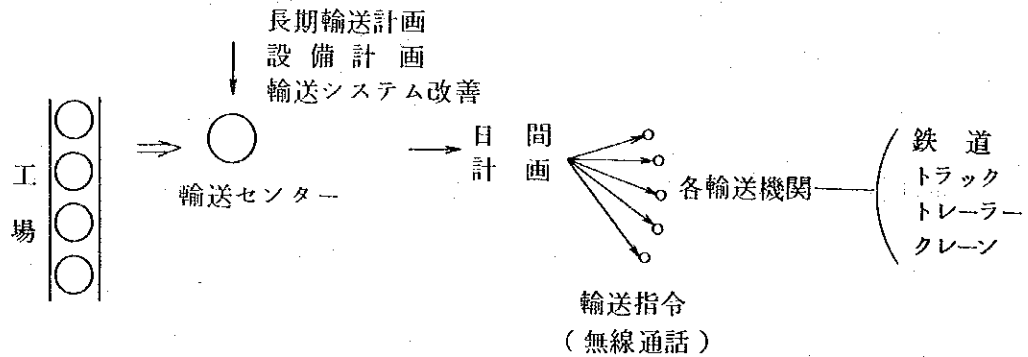 長期輸送計画
設備計画
輸送システム改善
工場
輸送センター
日間
計画
各輸送機関
鉄道
トラック
トレーラー
クレーン
輸送指令
(無線通話)